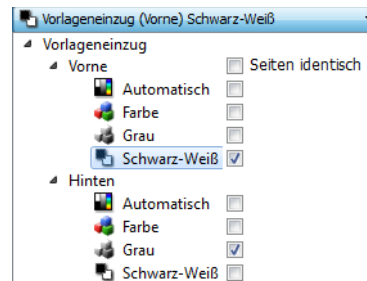 Vorlageneinzug (Vorne) Schwarz-Weiß
Vorlageneinzug
Vorne Seiten identisch
Automatisch
Farbe
Grau
Schwarz-Weiß
Hinten
Automatisch
Farbe
Grau
Schwarz-Weiß